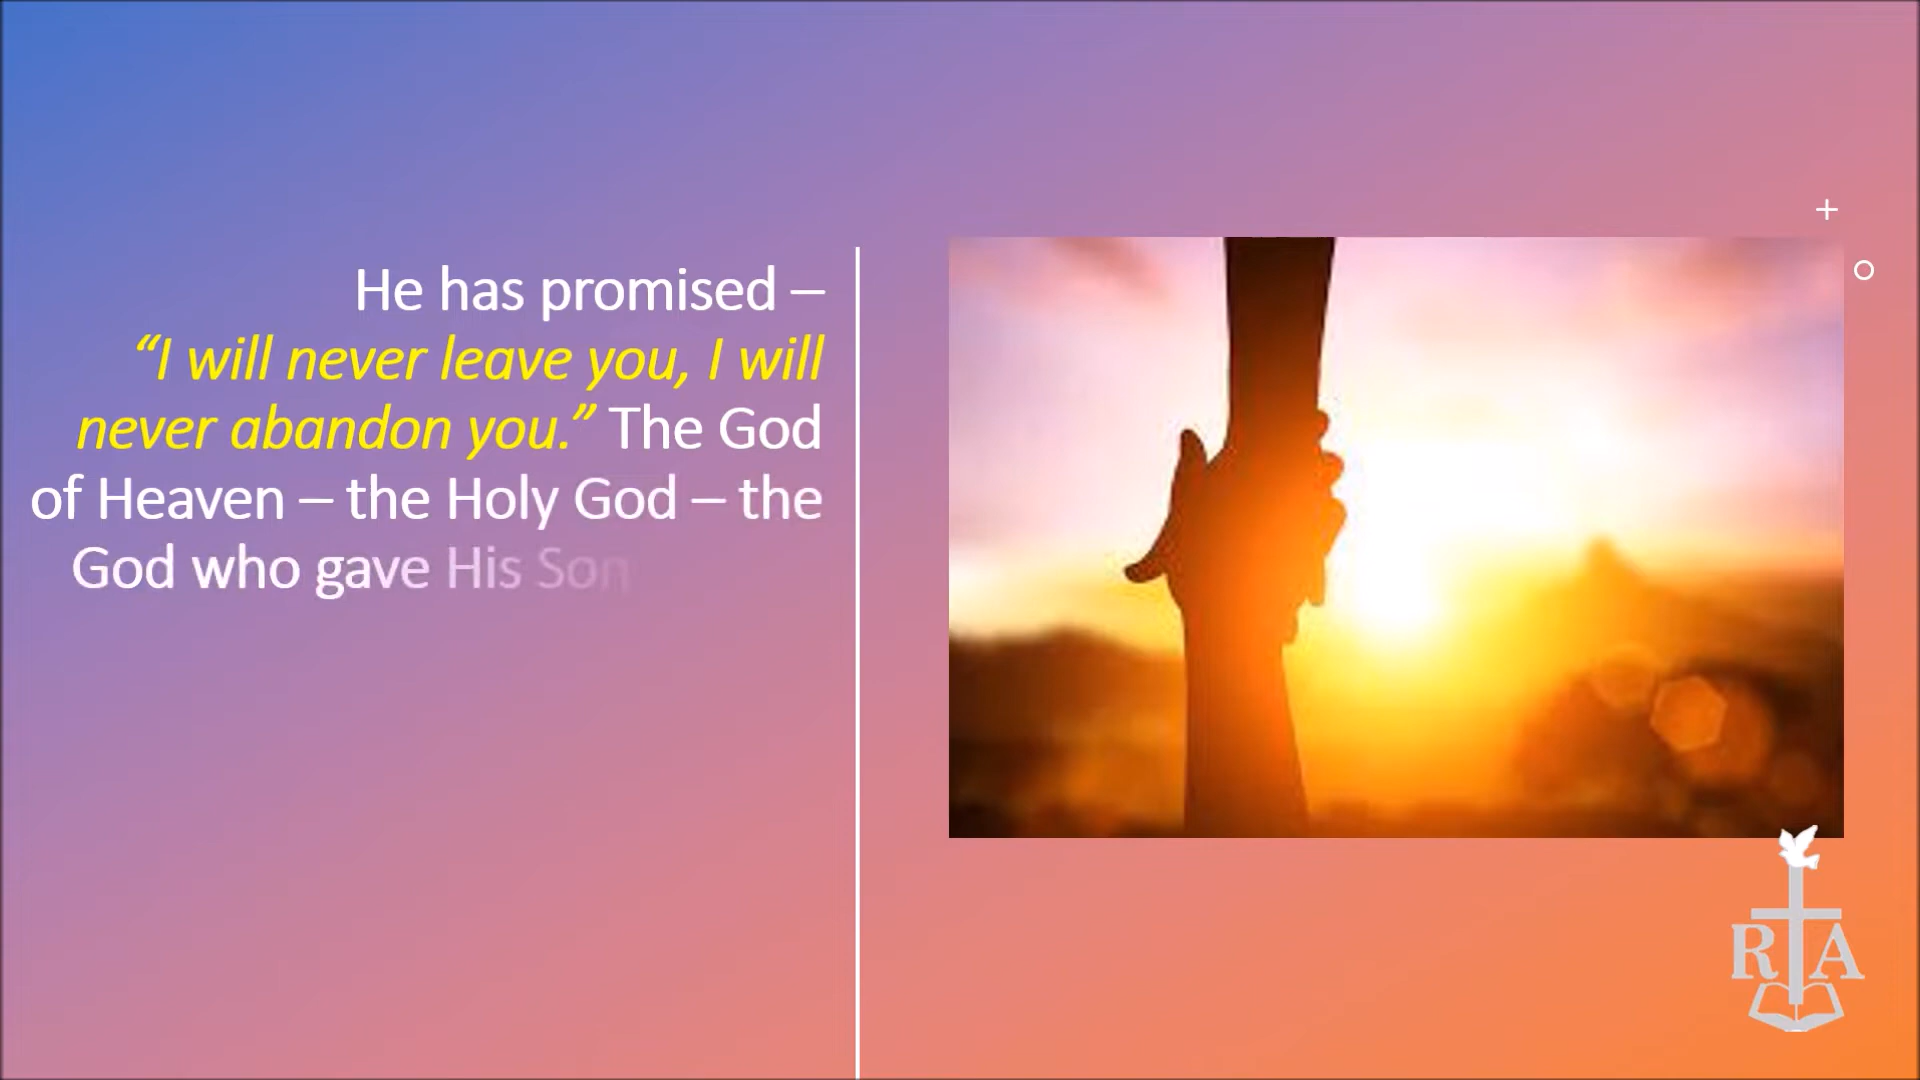 He has promised –
“I will never leave you, I will
never abandon you.” The God
of Heaven – the Holy God – the
God who gave His Son
R A